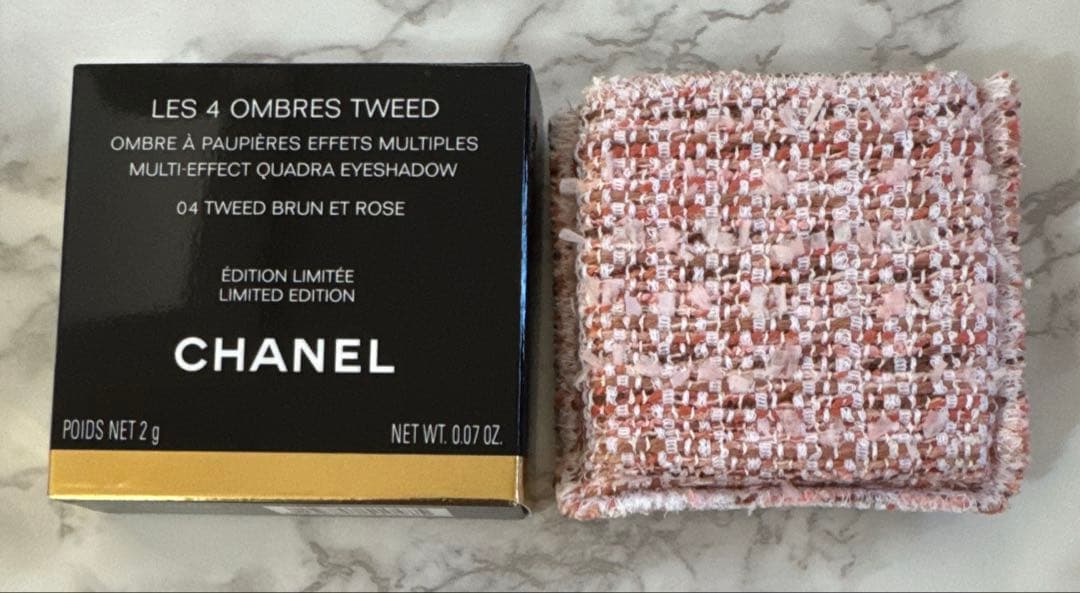 LES 4 OMBRES TWEED
OMBRE À PAUPIÈRES EFFETS MULTIPLES
MULTI-EFFECT QUADRA EYESHADOW
04 TWEED BRUN ET ROSE
ÉDITION LIMITÉE
LIMITED EDITION
CHANEL
POIDS NET 2 g NET WT. 0.07 OZ.